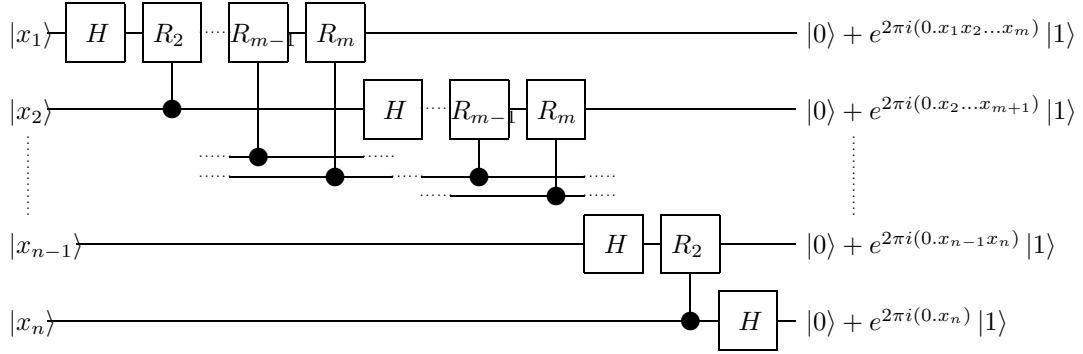 |x₁⟩ H R₂ R_{m−1} R_m |0⟩ + e^{2πi(0.x₁x₂...x_m)} |1⟩
|x₂⟩ H R_{m−1} R_m |0⟩ + e^{2πi(0.x₂...x_{m+1})} |1⟩
|x_{n−1}⟩ H R₂ |0⟩ + e^{2πi(0.x_{n−1}x_n)} |1⟩
|x_n⟩ H |0⟩ + e^{2πi(0.x_n)} |1⟩